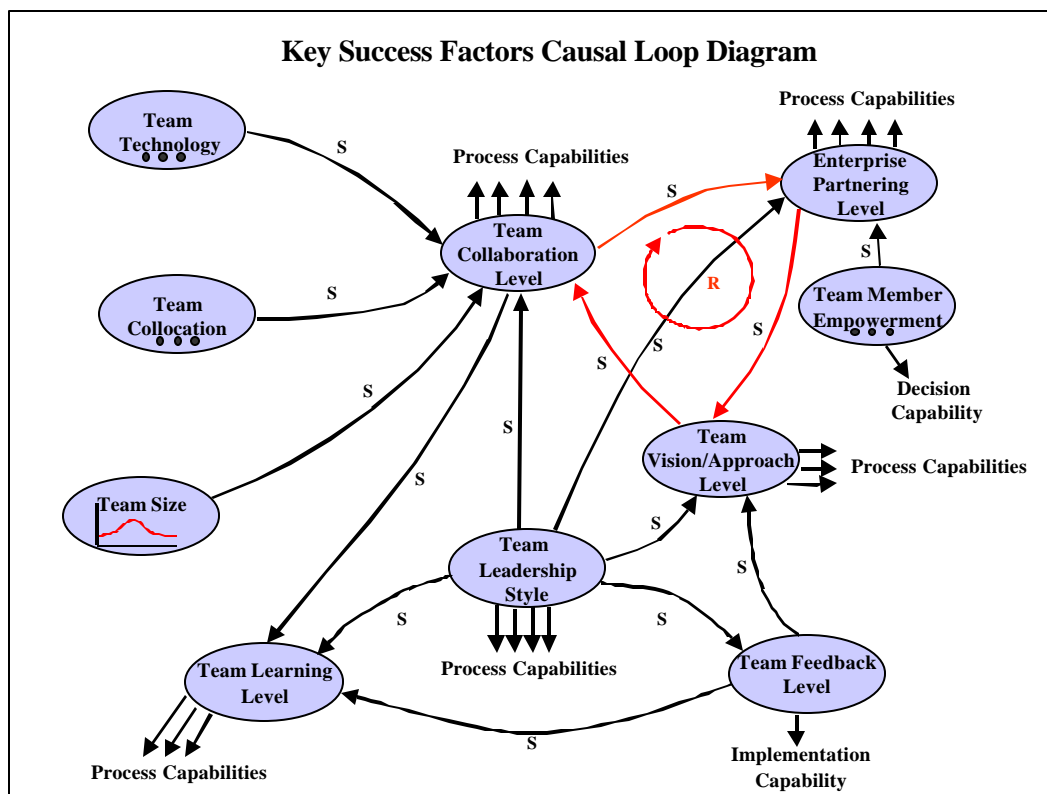 Key Success Factors Causal Loop Diagram
Process Capabilities
Team
Technology
S
Process Capabilities
Enterprise
Partnering
Level
S
Team
Collaboration
Level
S
Team
Collocation
S
R
Team Member
Empowerment
S
S
S
S
Decision
Capability
S
Team
Vision/Approach
Level
Process Capabilities
S
S
Team Size
Team
Leadership
Style
S
S
S
S
Process Capabilities
Team Learning
Level
Team Feedback
Level
S
Process Capabilities
Implementation
Capability